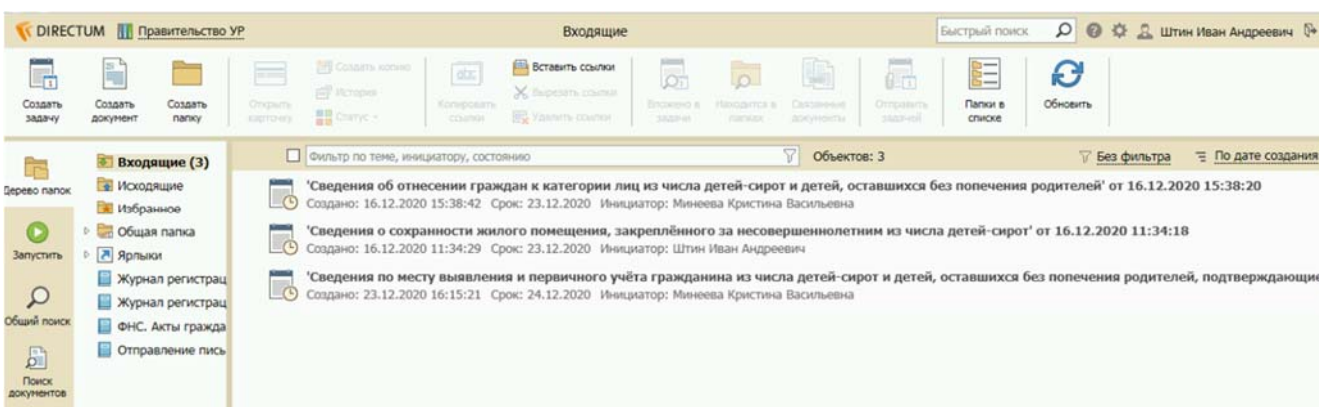 DIRECTUM Правительство УР Входящие Быстрый поиск Штин Иван Андреевич
Создать задачу
Создать документ
Создать папку
Открыть карточку
Создать копию
История
Статус
Копировать ссылки
Вставить ссылки
Вырезать ссылки
Удалить ссылки
Вложено в задачи
Находится в папках
Связанные документы
Отправить задачей
Папки в списке
Обновить
Дерево папок
Запустить
Общий поиск
Поиск документов
Входящие (3)
Исходящие
Избранное
Общая папка
Ярлыки
Журнал регистрац
Журнал регистрац
ФНС. Акты гражда
Отправление пись
Фильтр по теме, инициатору, состоянию Объектов: 3 Без фильтра По дате создания
'Сведения об отнесении граждан к категории лиц из числа детей-сирот и детей, оставшихся без попечения родителей' от 16.12.2020 15:38:20
Создано: 16.12.2020 15:38:42 Срок: 23.12.2020 Инициатор: Минеева Кристина Васильевна
'Сведения о сохранности жилого помещения, закреплённого за несовершеннолетним из числа детей-сирот' от 16.12.2020 11:34:18
Создано: 16.12.2020 11:34:29 Срок: 23.12.2020 Инициатор: Штин Иван Андреевич
'Сведения по месту выявления и первичного учёта гражданина из числа детей-сирот и детей, оставшихся без попечения родителей, подтверждающие
Создано: 23.12.2020 16:15:21 Срок: 24.12.2020 Инициатор: Минеева Кристина Васильевна